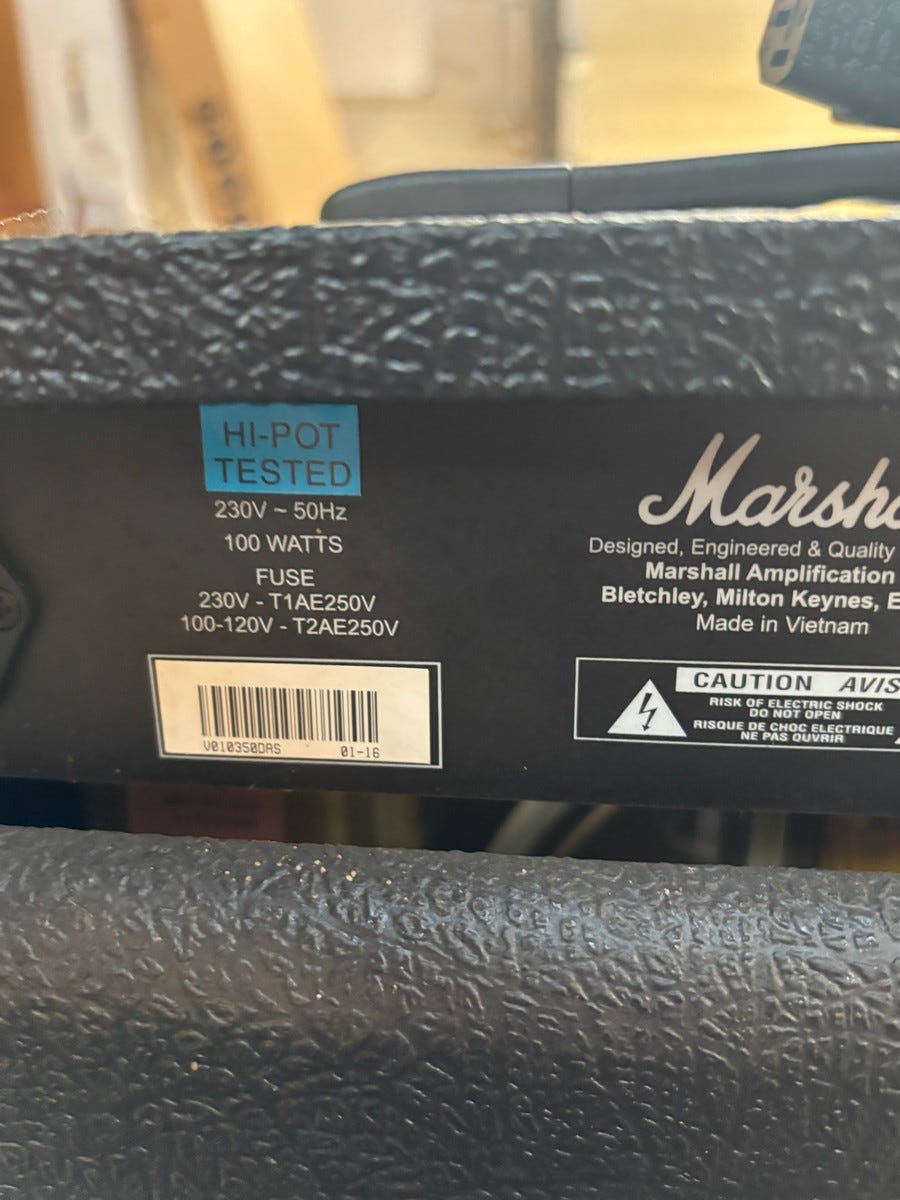 HI-POT
TESTED
230V ~ 50Hz
100 WATTS
FUSE
230V - T1AE250V
100-120V - T2AE250V
V010350DAS 01-16
Marsha
Designed, Engineered & Quality
Marshall Amplification
Bletchley, Milton Keynes, E
Made in Vietnam
CAUTION AVIS
RISK OF ELECTRIC SHOCK
DO NOT OPEN
RISQUE DE CHOC ELECTRIQUE
NE PAS OUVRIR